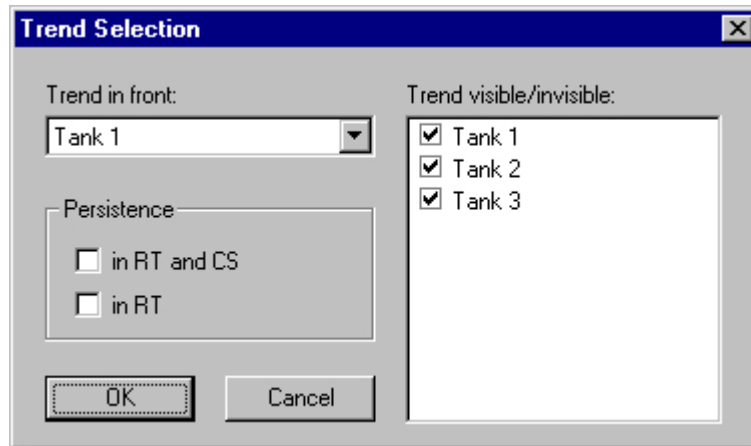 Trend Selection
Trend in front:
Tank 1
Persistence
in RT and CS
in RT
OK
Cancel
Trend visible/invisible:
Tank 1
Tank 2
Tank 3